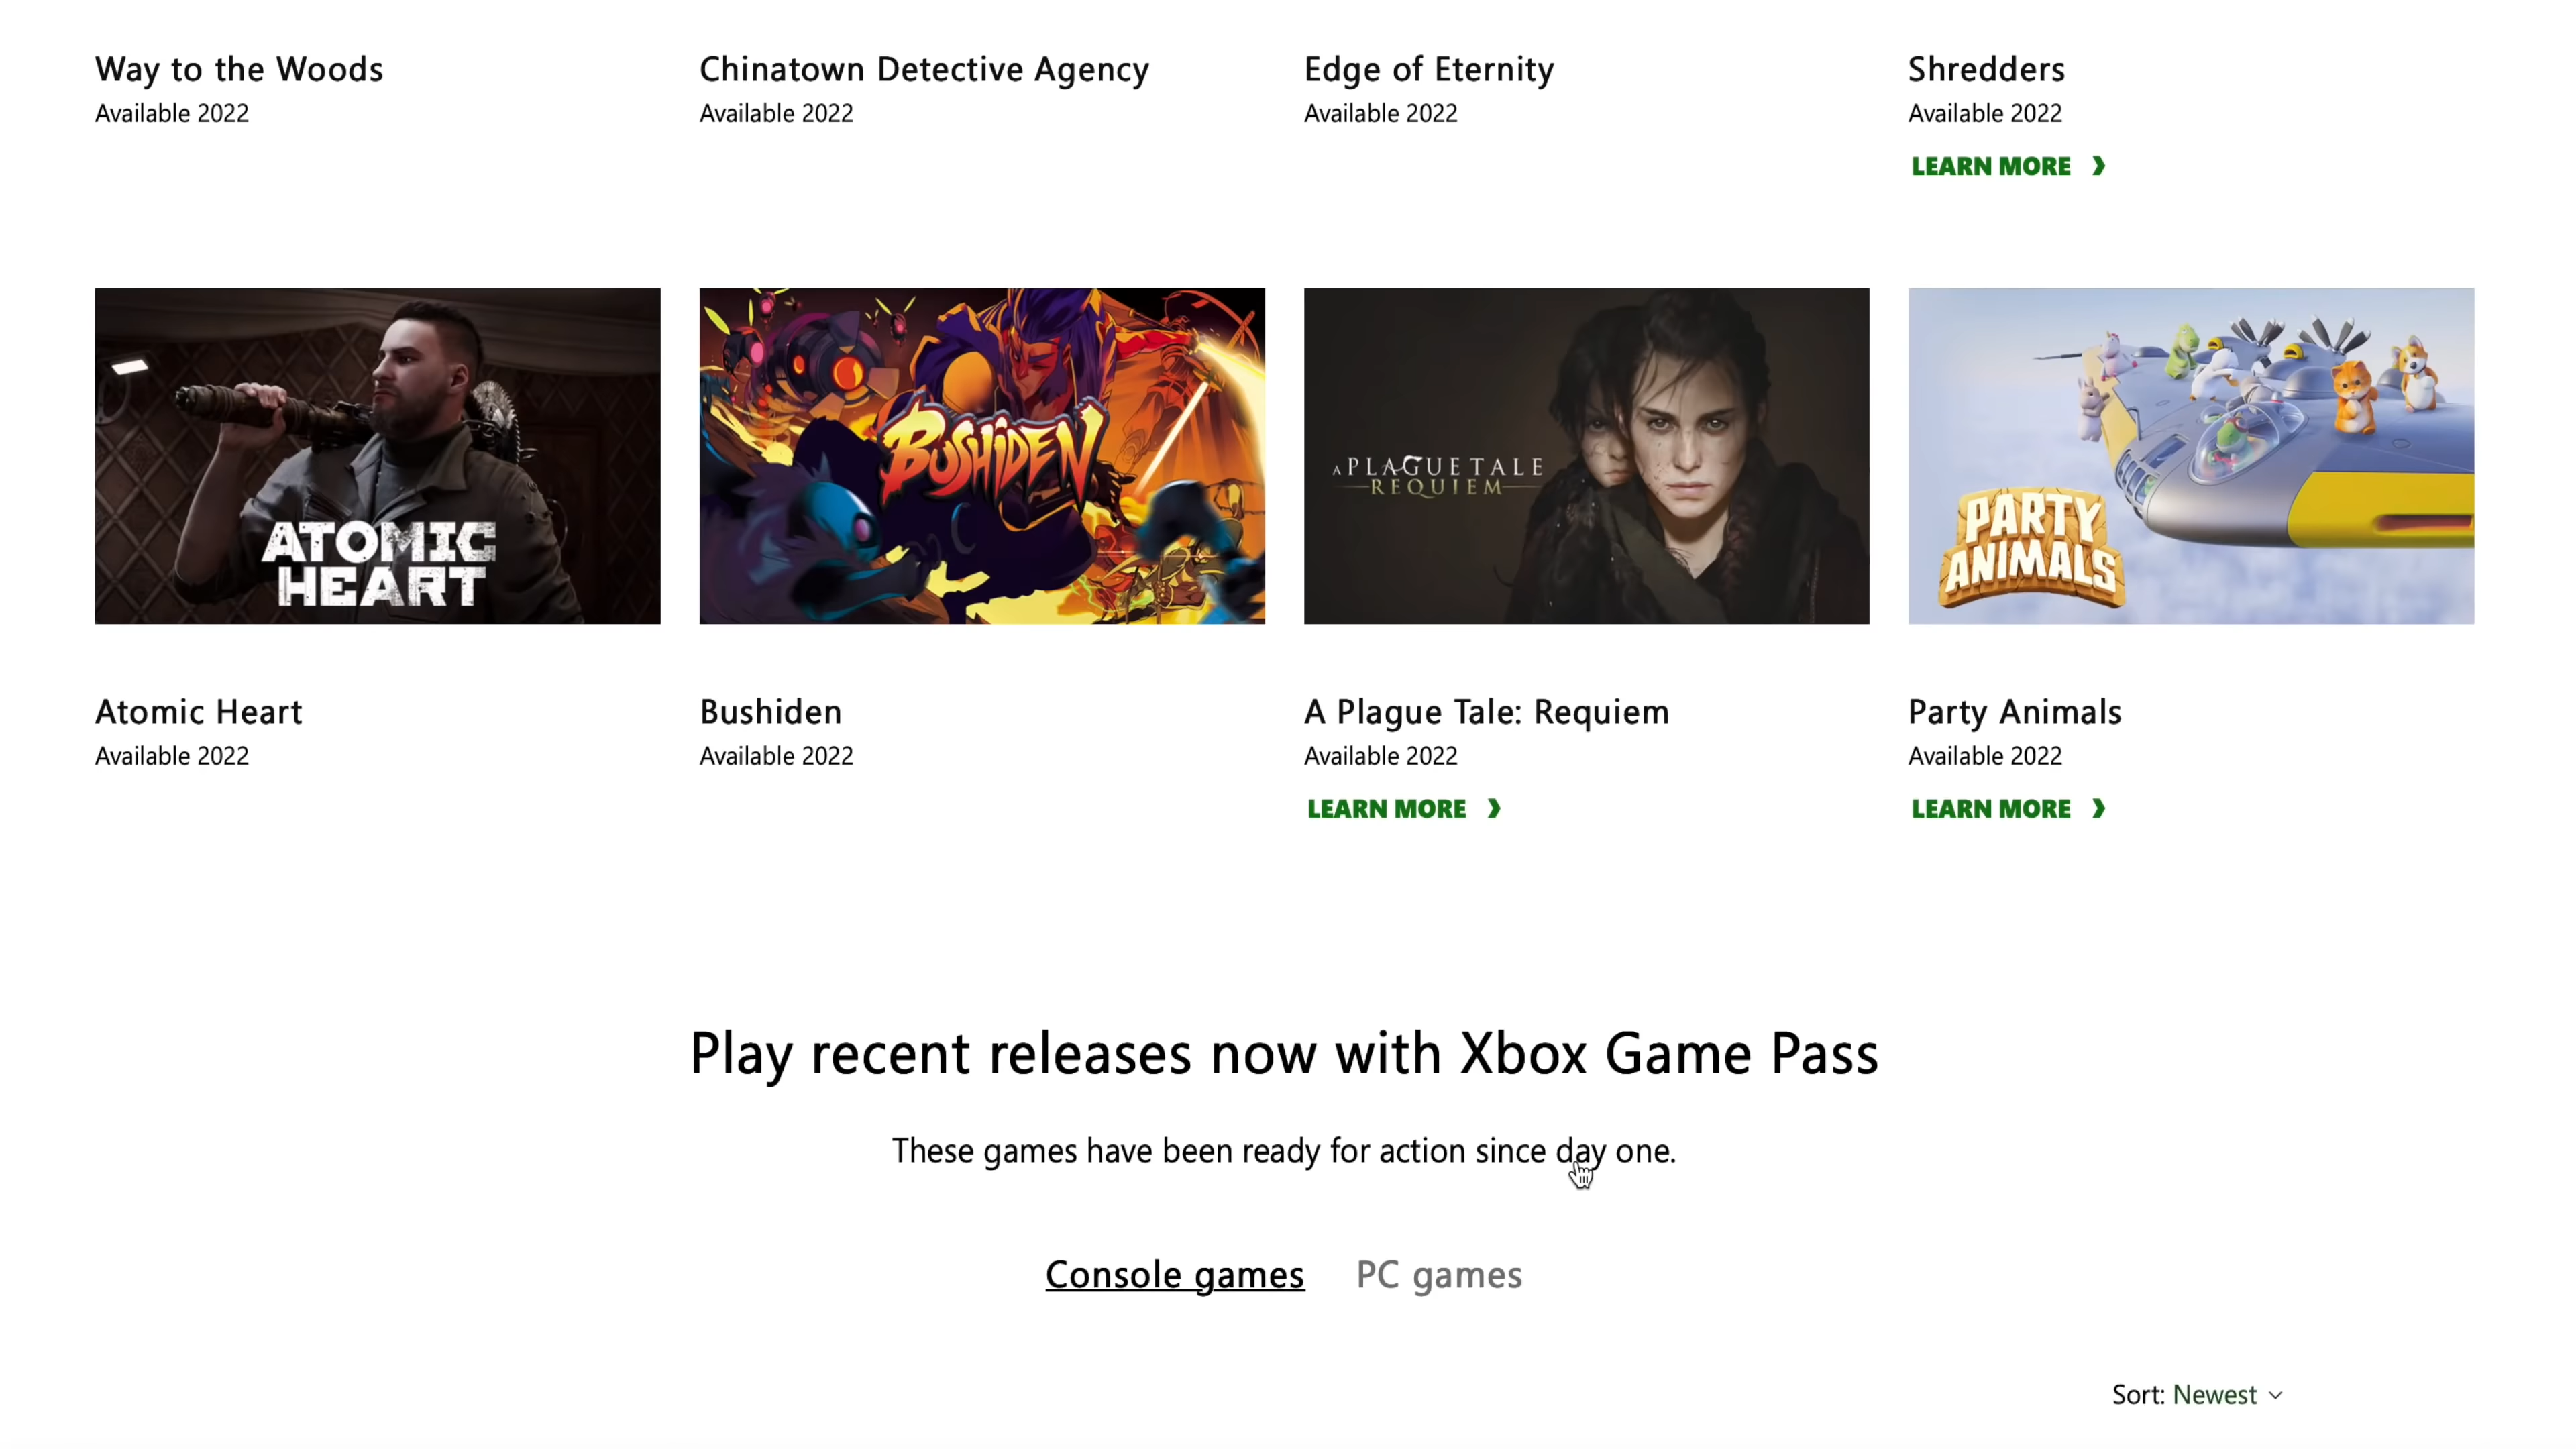 Way to the Woods
Available 2022
Chinatown Detective Agency
Available 2022
Edge of Eternity
Available 2022
Shredders
Available 2022
LEARN MORE
ATOMIC
HEART
BUSHIDEN
A PLAGUE TALE
REQUIEM
PARTY
ANIMALS
Atomic Heart
Available 2022
Bushiden
Available 2022
A Plague Tale: Requiem
Available 2022
LEARN MORE
Party Animals
Available 2022
LEARN MORE
Play recent releases now with Xbox Game Pass
These games have been ready for action since day one.
Console games PC games
Sort: Newest